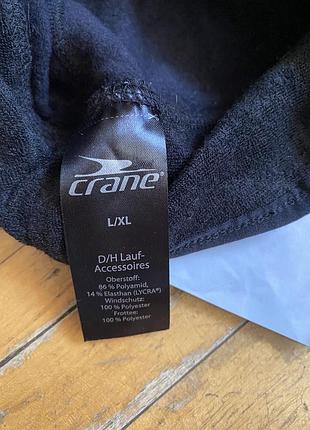 crane®
L/XL
D/H Lauf-
Accessoires
Oberstoff:
86 % Polyamid,
14 % Elasthan (LYCRA®)
Windschutz:
100 % Polyester
Frottee:
100 % Polyester